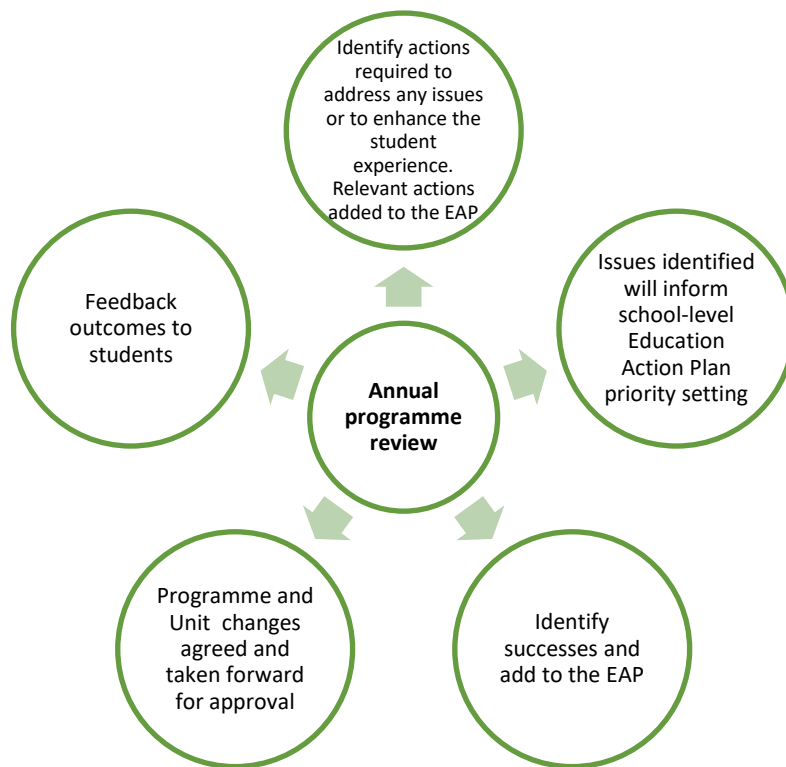 Identify actions
required to
address any issues
or to enhance the
student
experience.
Relevant actions
added to the EAP
Feedback
outcomes to
students
Issues identified
will inform
school-level
Education
Action Plan
priority setting
Annual
programme
review
Programme and
Unit  changes
agreed and
taken forward
for approval
Identify
successes and
add to the EAP